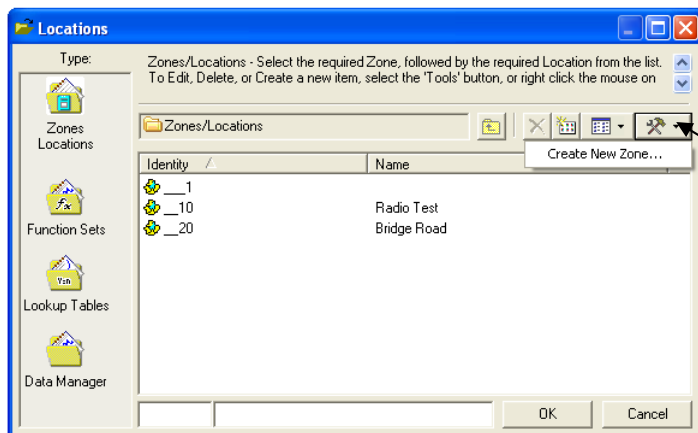 Locations
Type:
Zones/Locations - Select the required Zone, followed by the required Location from the list.
To Edit, Delete, or Create a new item, select the 'Tools' button, or right click the mouse on
Zones
Locations
Function Sets
Lookup Tables
Data Manager
Zones/Locations
Create New Zone...
Identity Name
___1
__10 Radio Test
__20 Bridge Road
OK Cancel